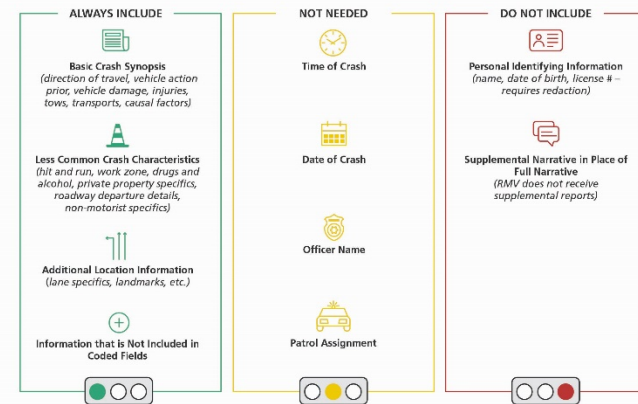 ALWAYS INCLUDE
Basic Crash Synopsis
(direction of travel, vehicle action
prior, vehicle damage, injuries,
tows, transports, causal factors)
Less Common Crash Characteristics
(hit and run, work zone, drugs and
alcohol, private property specifics,
roadway departure details,
non-motorist specifics)
Additional Location Information
(lane specifics, landmarks, etc.)
Information that is Not Included in
Coded Fields
NOT NEEDED
Time of Crash
Date of Crash
Officer Name
Patrol Assignment
DO NOT INCLUDE
Personal Identifying Information
(name, date of birth, license # –
requires redaction)
Supplemental Narrative in Place of
Full Narrative
(RMV does not receive
supplemental reports)